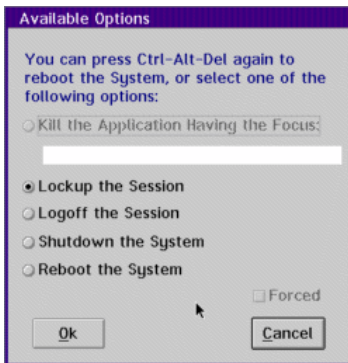 Available Options
You can press Ctrl-Alt-Del again to
reboot the System, or select one of the
following options:
Kill the Application Having the Focus:
Lockup the Session
Logoff the Session
Shutdown the System
Reboot the System
Forced
Ok
Cancel